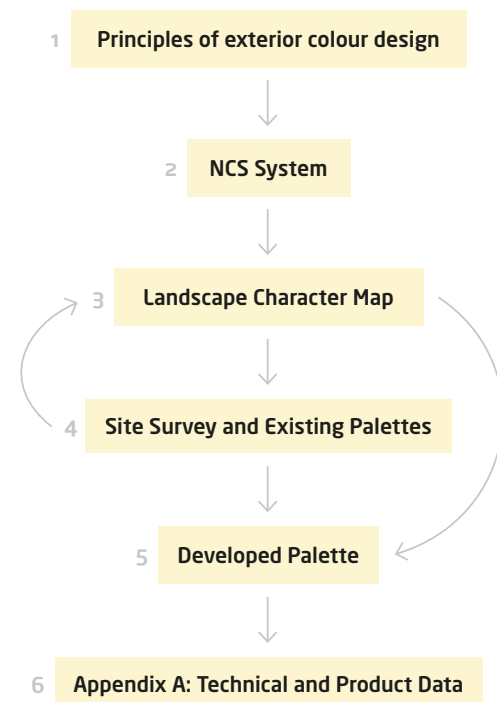 1 Principles of exterior colour design
2 NCS System
3 Landscape Character Map
4 Site Survey and Existing Palettes
5 Developed Palette
6 Appendix A: Technical and Product Data